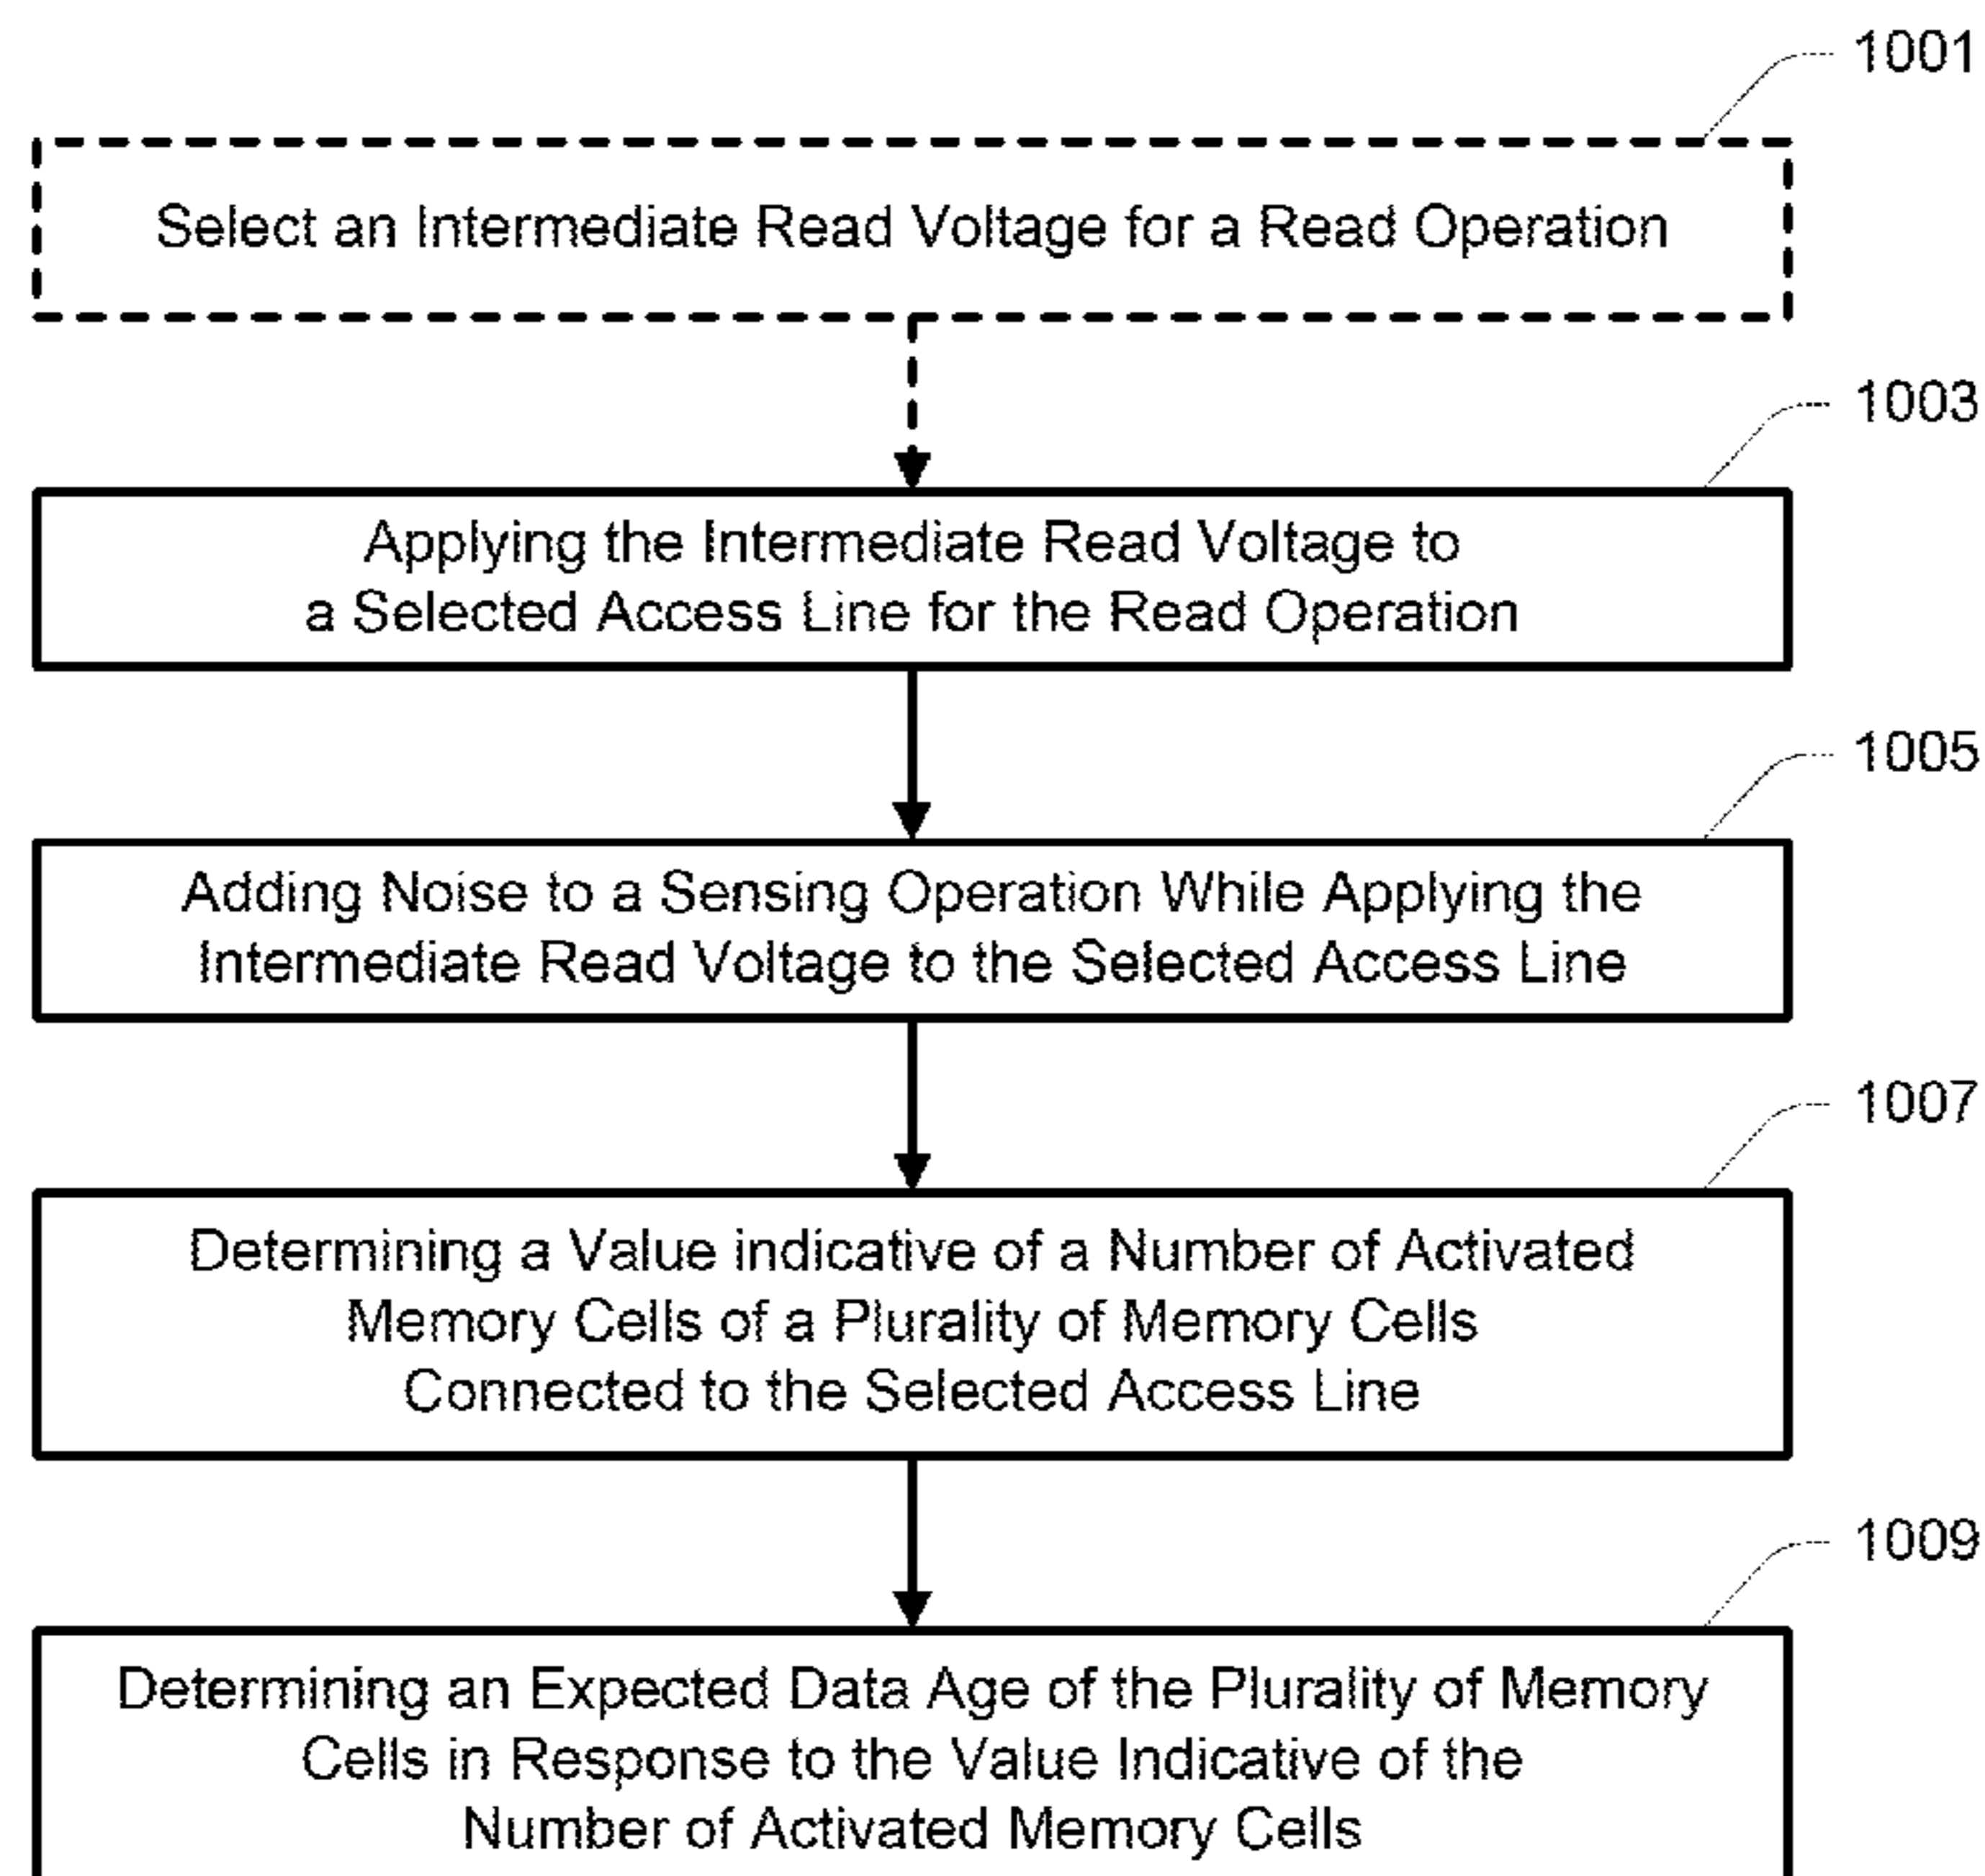 1001
Select an Intermediate Read Voltage for a Read Operation
1003
Applying the Intermediate Read Voltage to
a Selected Access Line for the Read Operation
1005
Adding Noise to a Sensing Operation While Applying the
Intermediate Read Voltage to the Selected Access Line
1007
Determining a Value indicative of a Number of Activated
Memory Cells of a Plurality of Memory Cells
Connected to the Selected Access Line
1009
Determining an Expected Data Age of the Plurality of Memory
Cells in Response to the Value Indicative of the
Number of Activated Memory Cells